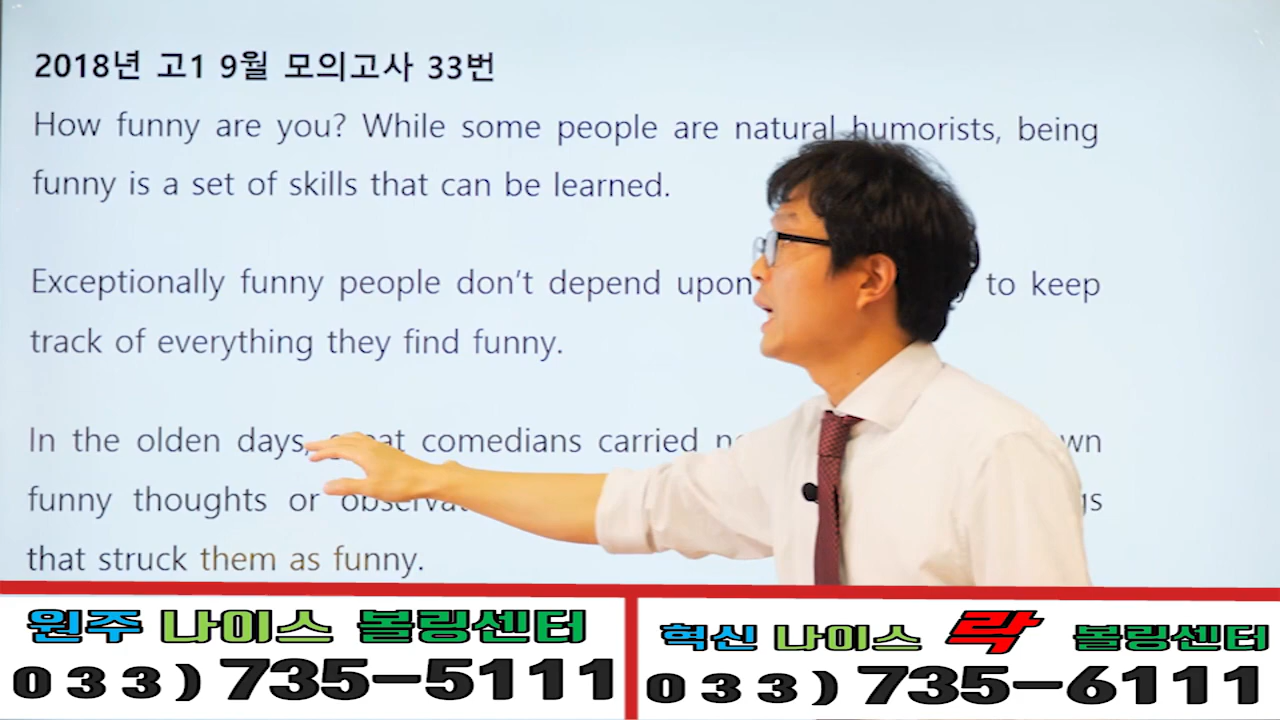 2018년 고1 9월 모의고사 33번
How funny are you? While some people are natural humorists, being
funny is a set of skills that can be learned.
Exceptionally funny people don't depend upon to keep
track of everything they find funny.
In the olden days, great comedians carried
funny thoughts or
that struck them as funny.
원주 나이스 볼링센터
033) 735-5111
혁신 나이스 락 볼링센터
033) 735-6111